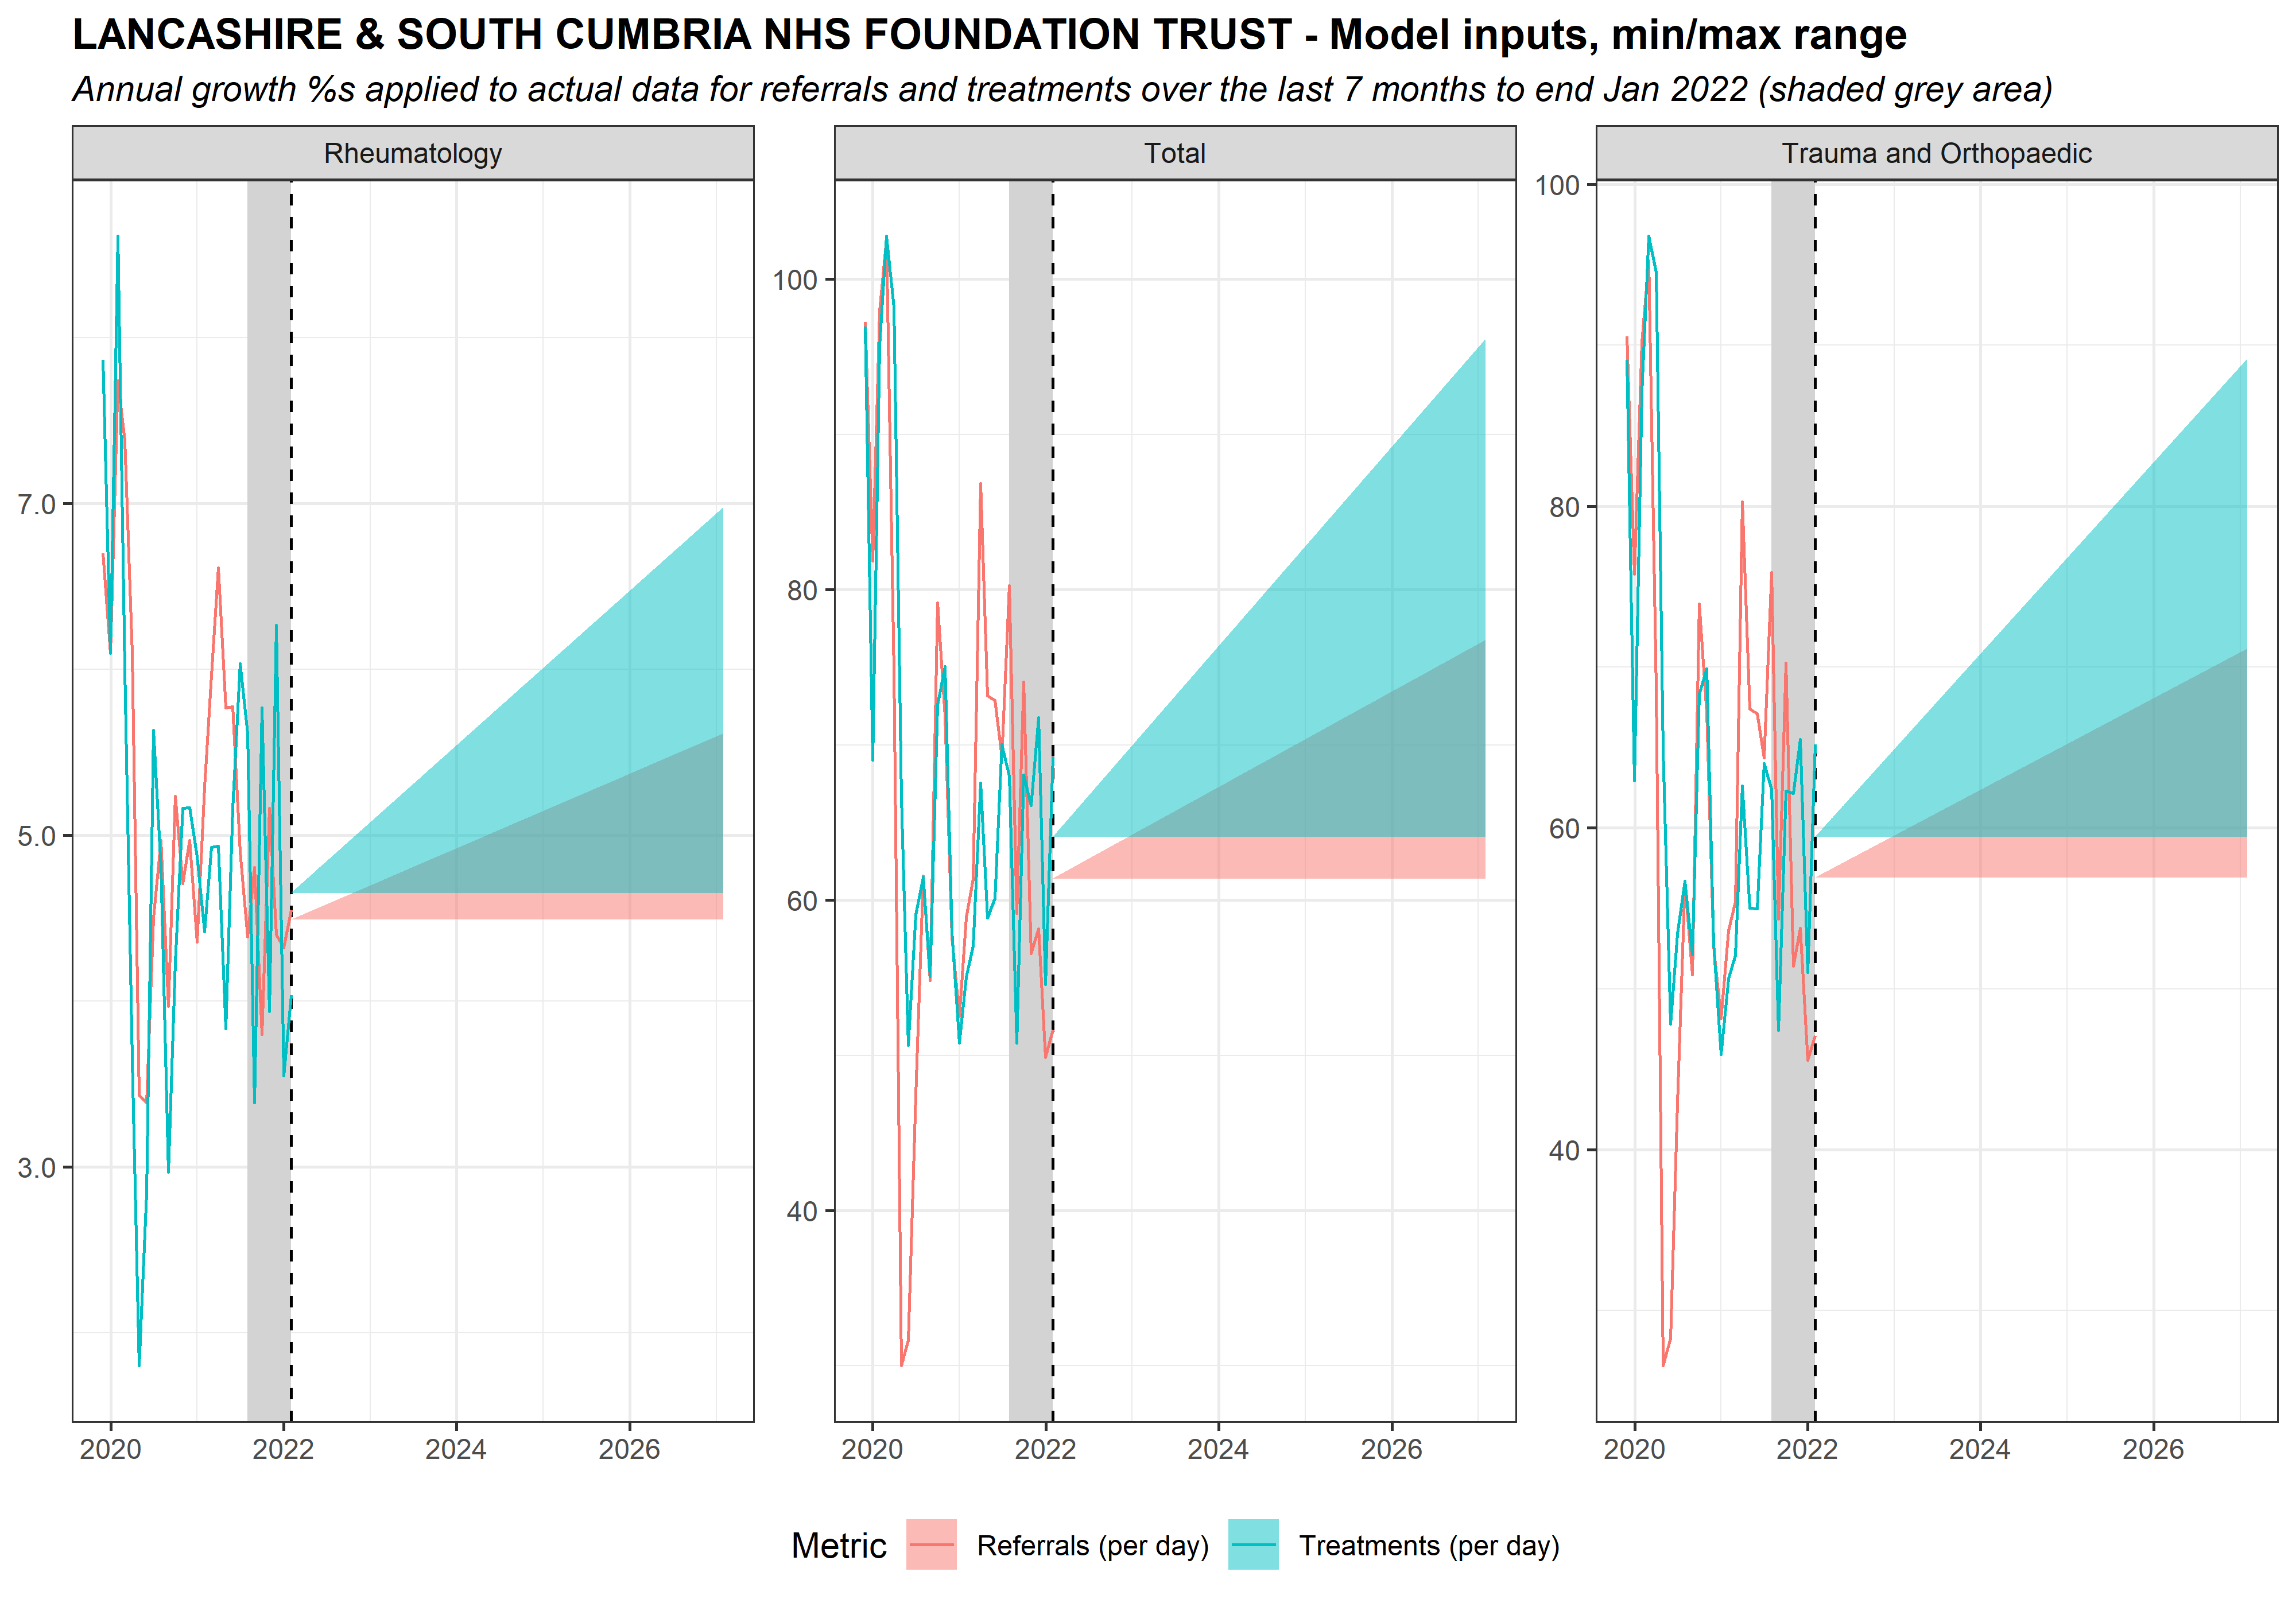 LANCASHIRE & SOUTH CUMBRIA NHS FOUNDATION TRUST - Model inputs, min/max range
Annual growth %s applied to actual data for referrals and treatments over the last 7 months to end Jan 2022 (shaded grey area)
Rheumatology
7.0
5.0
3.0
2020 2022 2024 2026
Total
100
80
60
40
2020 2022 2024 2026
Trauma and Orthopaedic
100
80
60
40
2020 2022 2024 2026
Metric Referrals (per day) Treatments (per day)